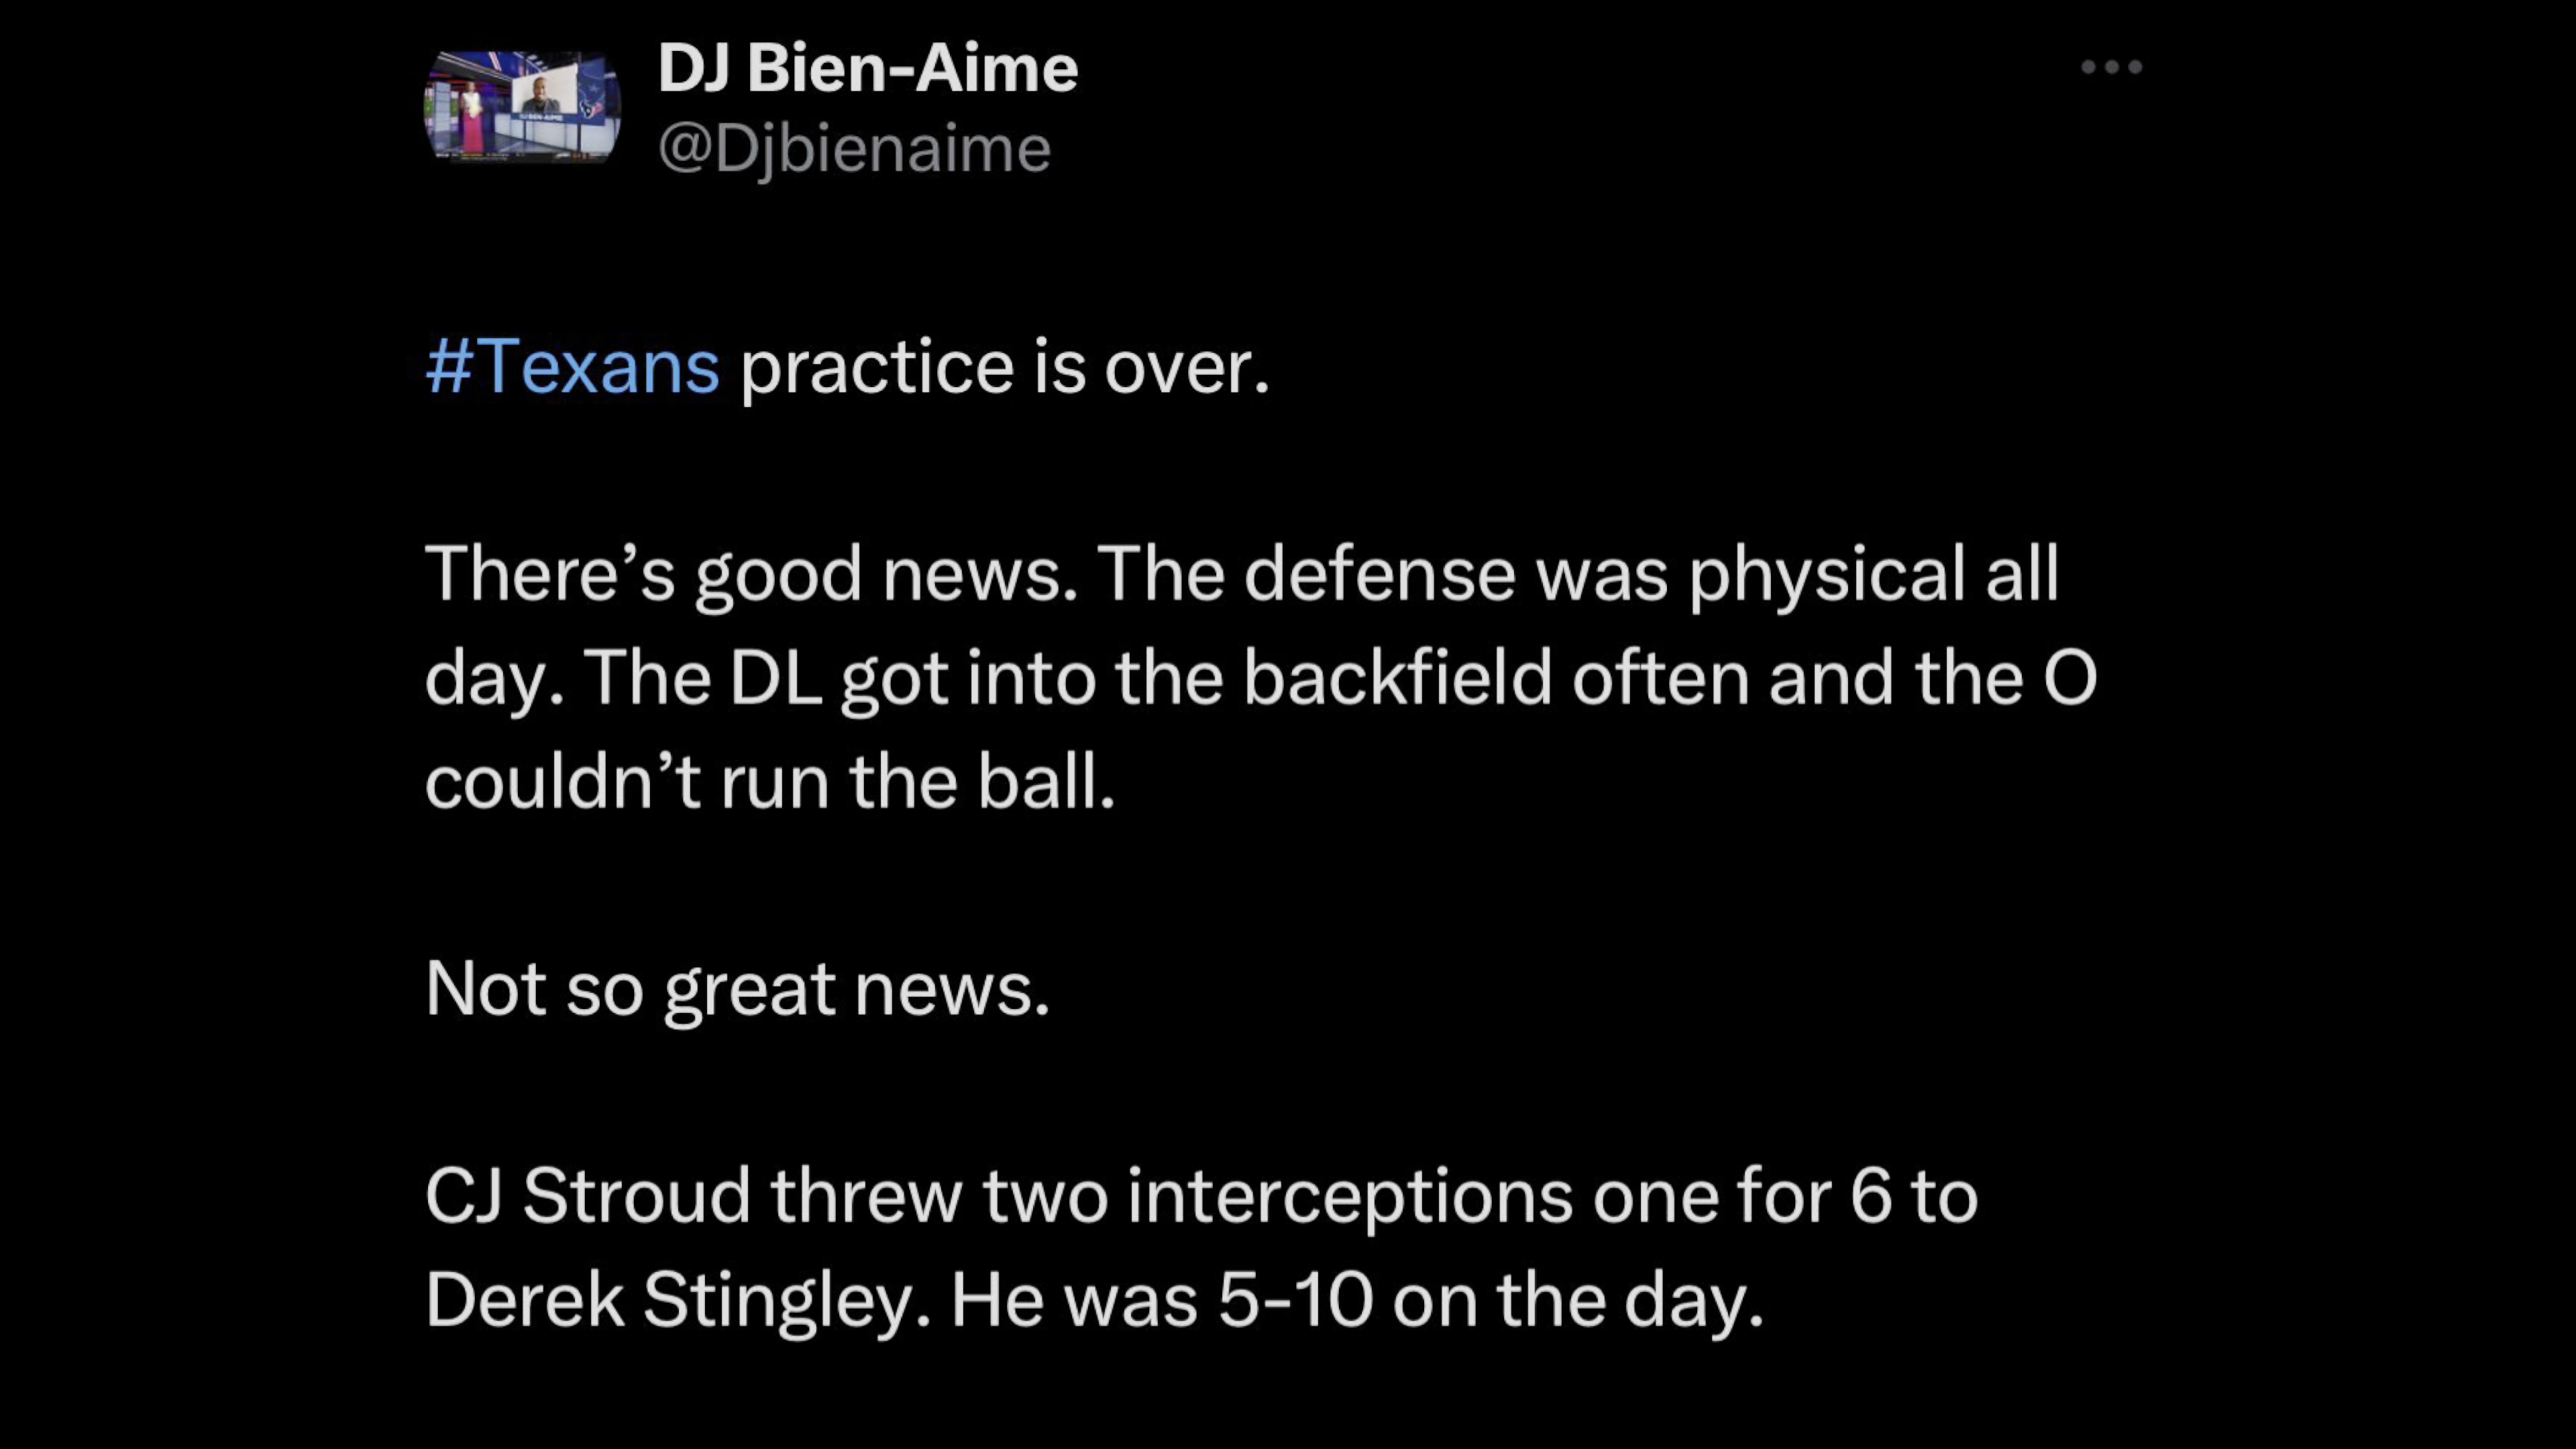 DJ Bien-Aime
@Djbienaime
#Texans practice is over.
There’s good news. The defense was physical all
day. The DL got into the backfield often and the O
couldn’t run the ball.
Not so great news.
CJ Stroud threw two interceptions one for 6 to
Derek Stingley. He was 5-10 on the day.